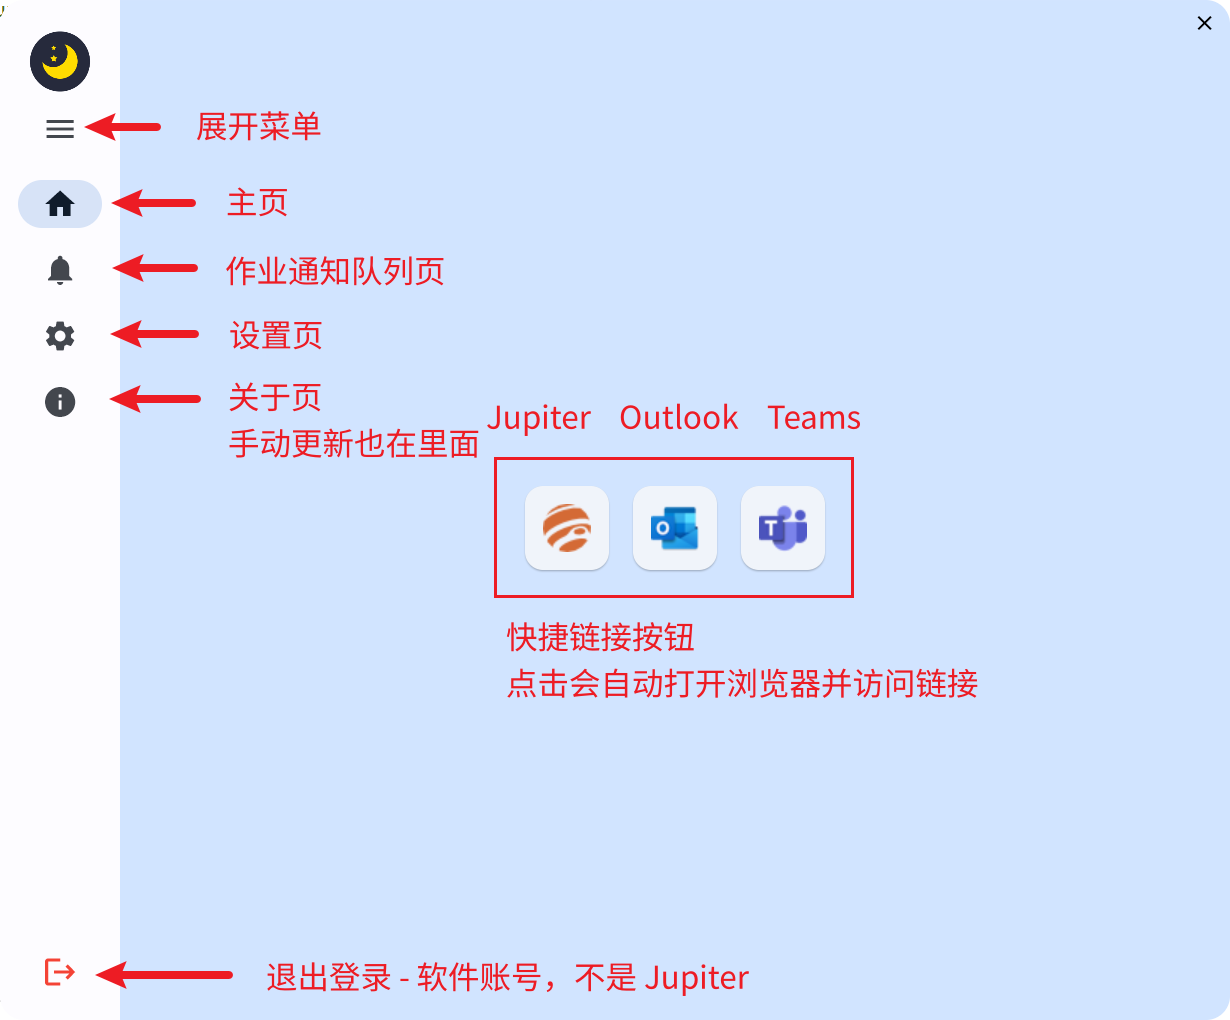 展开菜单
主页
作业通知队列页
设置页
关于页
手动更新也在里面
Jupiter Outlook Teams
快捷链接按钮
点击会自动打开浏览器并访问链接
退出登录 - 软件账号，不是 Jupiter